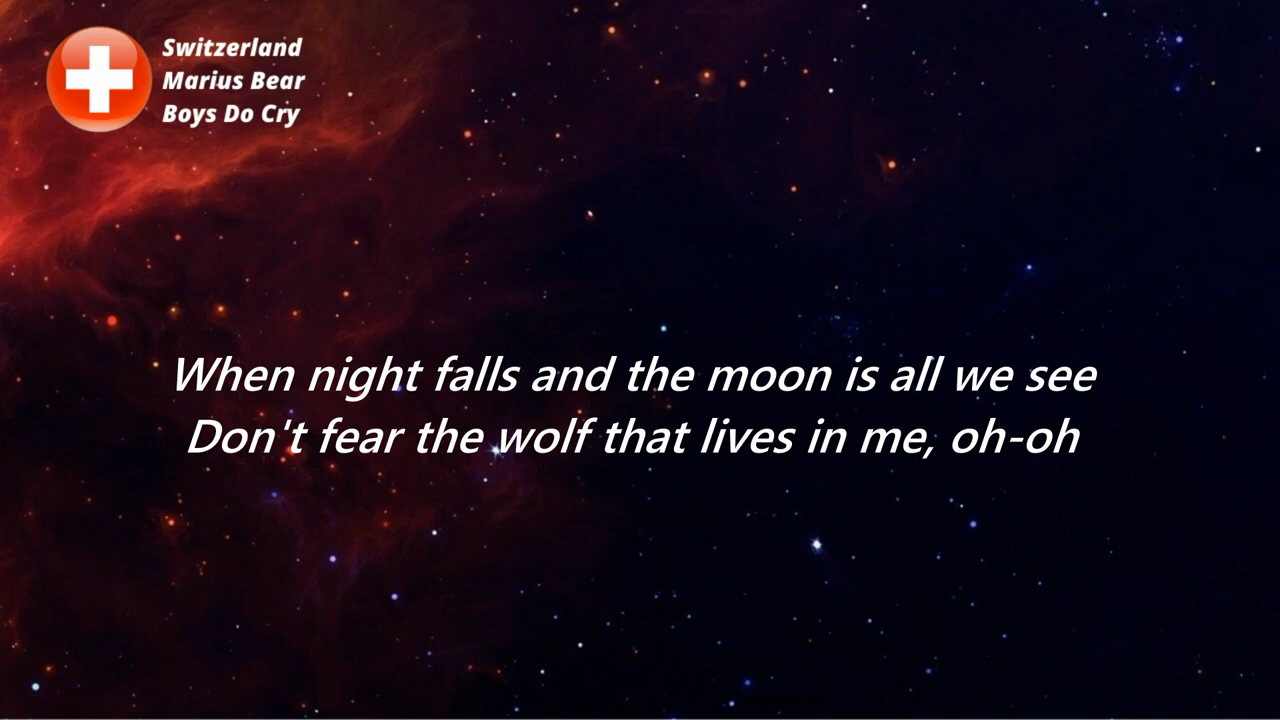 Switzerland
Marius Bear
Boys Do Cry
When night falls and the moon is all we see
Don't fear the wolf that lives in me, oh-oh